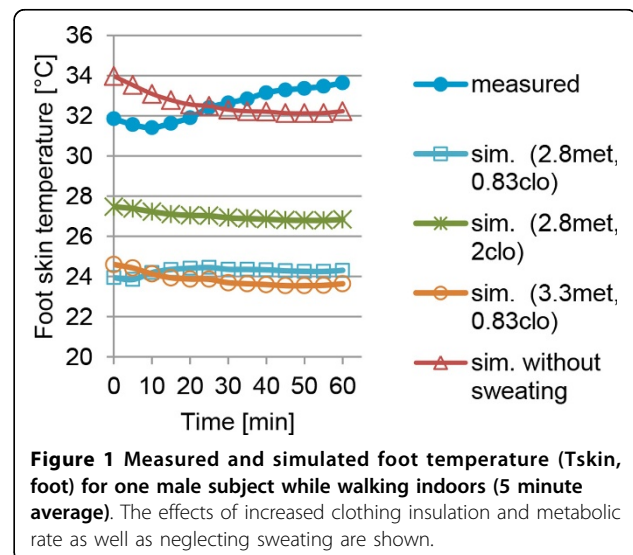 36
34
32
30
28
26
24
22
20
Foot skin temperature [°C]
0 10 20 30 40 50 60
Time [min]
measured
sim. (2.8met,
0.83clo)
sim. (2.8met,
2clo)
sim. (3.3met,
0.83clo)
sim. without
sweating
Figure 1 Measured and simulated foot temperature (Tskin,
foot) for one male subject while walking indoors (5 minute
average). The effects of increased clothing insulation and metabolic
rate as well as neglecting sweating are shown.